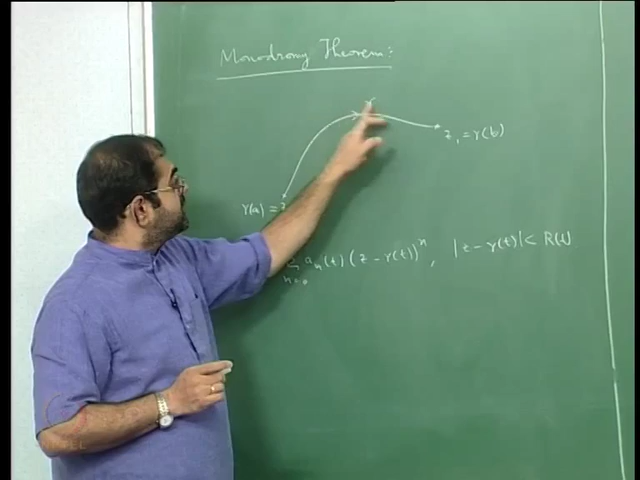 Monodromy Theorem:
γ
z₁ = γ(b)
γ(a) = z
∑ n=0 aₙ(t) (z − γ(t))ⁿ , |z − γ(t)| < R(t)